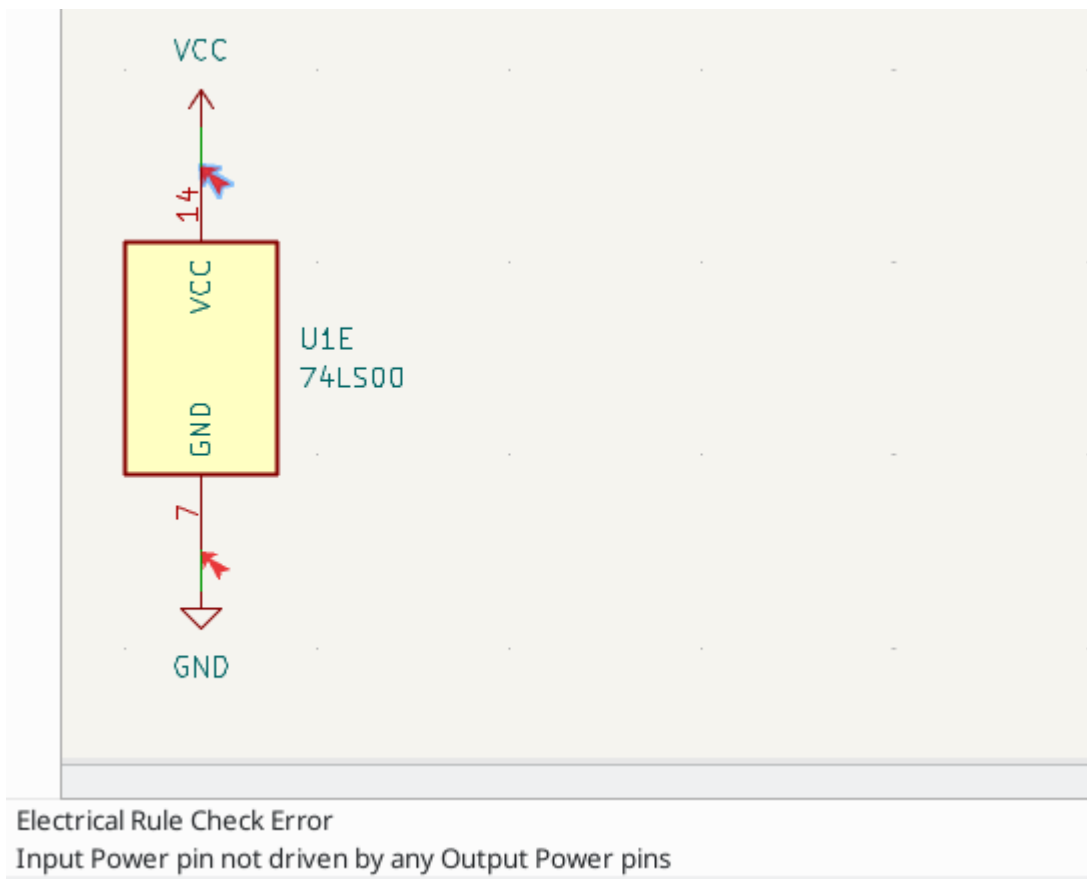 VCC
14
VCC
U1E
74LS00
GND
7
GND
Electrical Rule Check Error
Input Power pin not driven by any Output Power pins